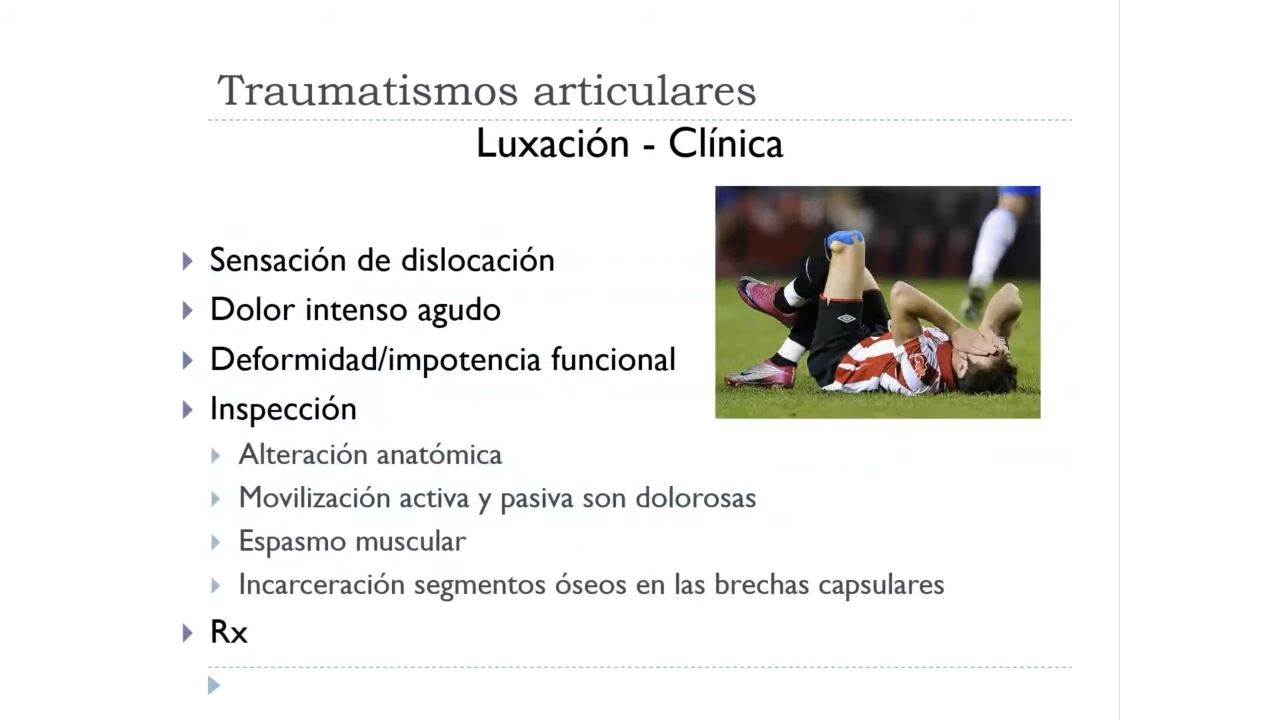 Traumatismos articulares
Luxación - Clínica
Sensación de dislocación
Dolor intenso agudo
Deformidad/impotencia funcional
Inspección
Alteración anatómica
Movilización activa y pasiva son dolorosas
Espasmo muscular
Incarceración segmentos óseos en las brechas capsulares
Rx